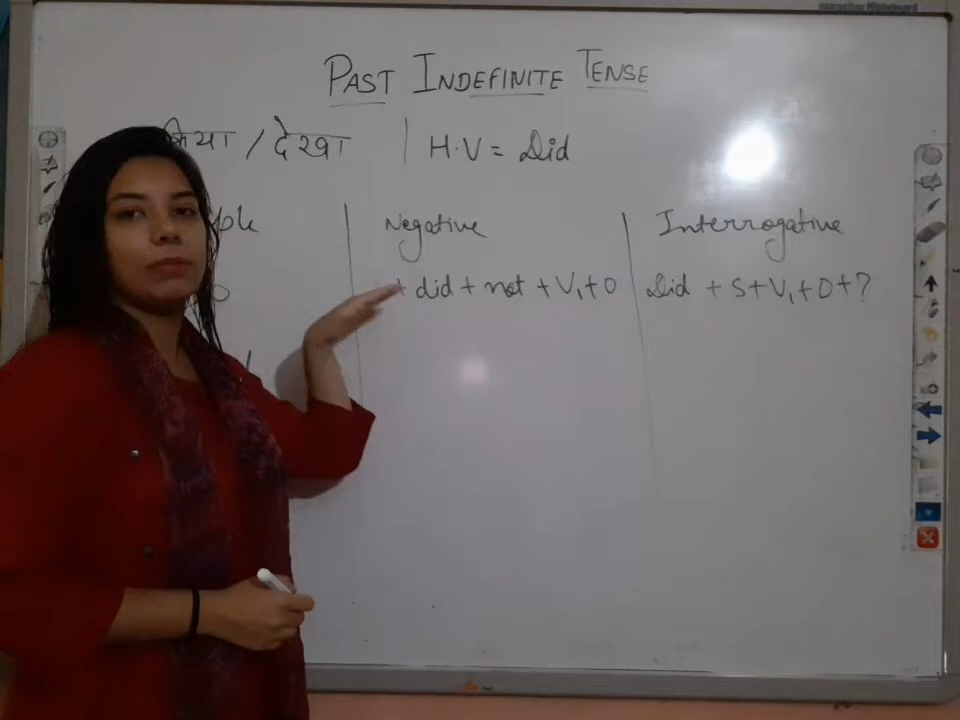 PAST INDEFINITE TENSE
किया / देखा | H.V = Did
Negative
Interrogative
+ did + not + V₁ + O
Did + S + V₁ + O + ?